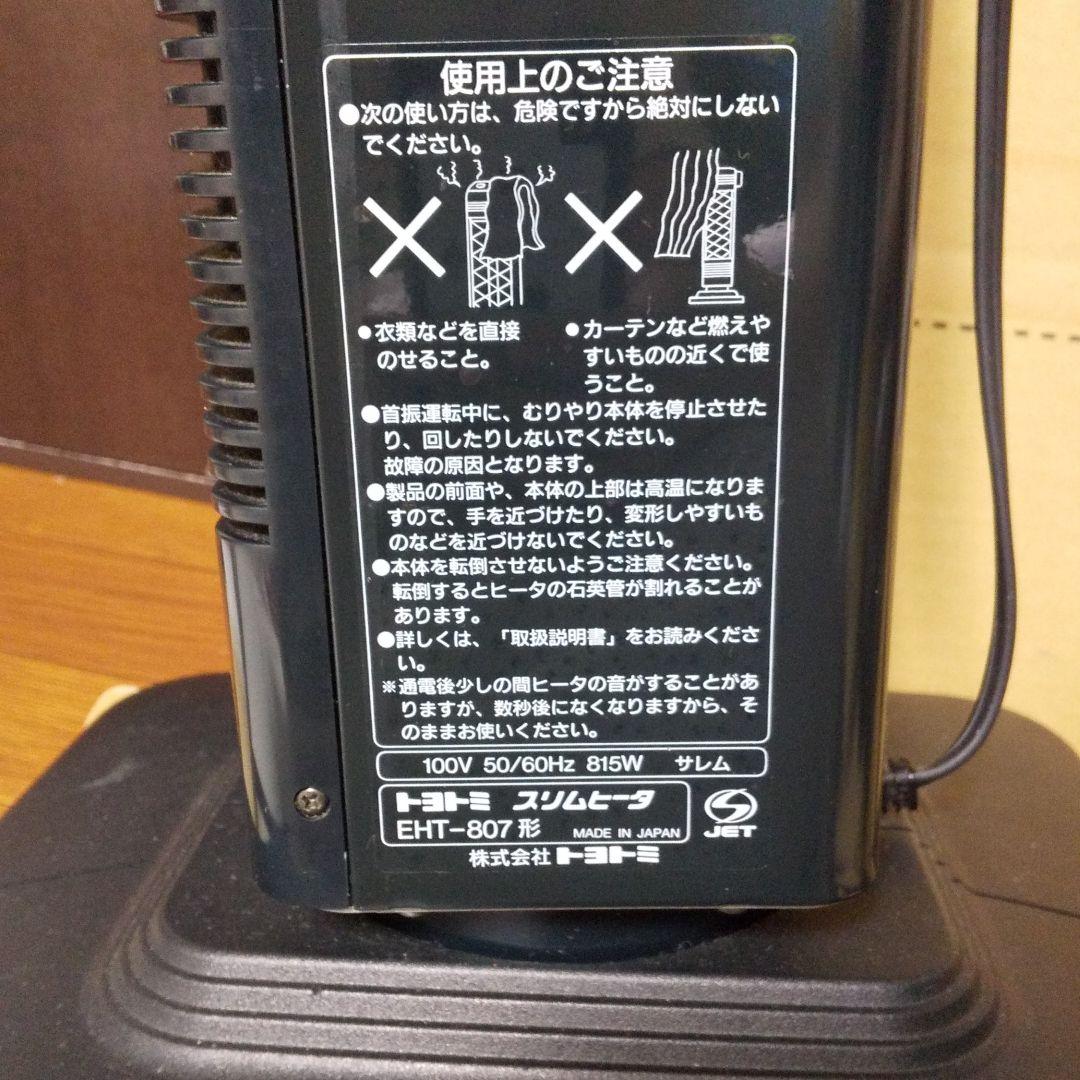 使用上のご注意
●次の使い方は、危険ですから絶対にしない
でください。
●衣類などを直接
のせること。
●カーテンなど燃えや
すいものの近くで使
うこと。
●首振運転中に、むりやり本体を停止させた
り、回したりしないでください。
故障の原因となります。
●製品の前面や、本体の上部は高温になりま
すので、手を近づけたり、変形しやすいも
のなどを近づけないでください。
●本体を転倒させないようご注意ください。
転倒するとヒータの石英管が割れることが
あります。
●詳しくは、「取扱説明書」をお読みくださ
い。
※通電後少しの間ヒータの音がすることがあ
りますが、数秒後になくなりますから、そ
のままお使いください。
100V 50/60Hz 815W サレム
トヨトミ スリムヒータ
EHT-807形 MADE IN JAPAN
JET
株式会社 トヨトミ